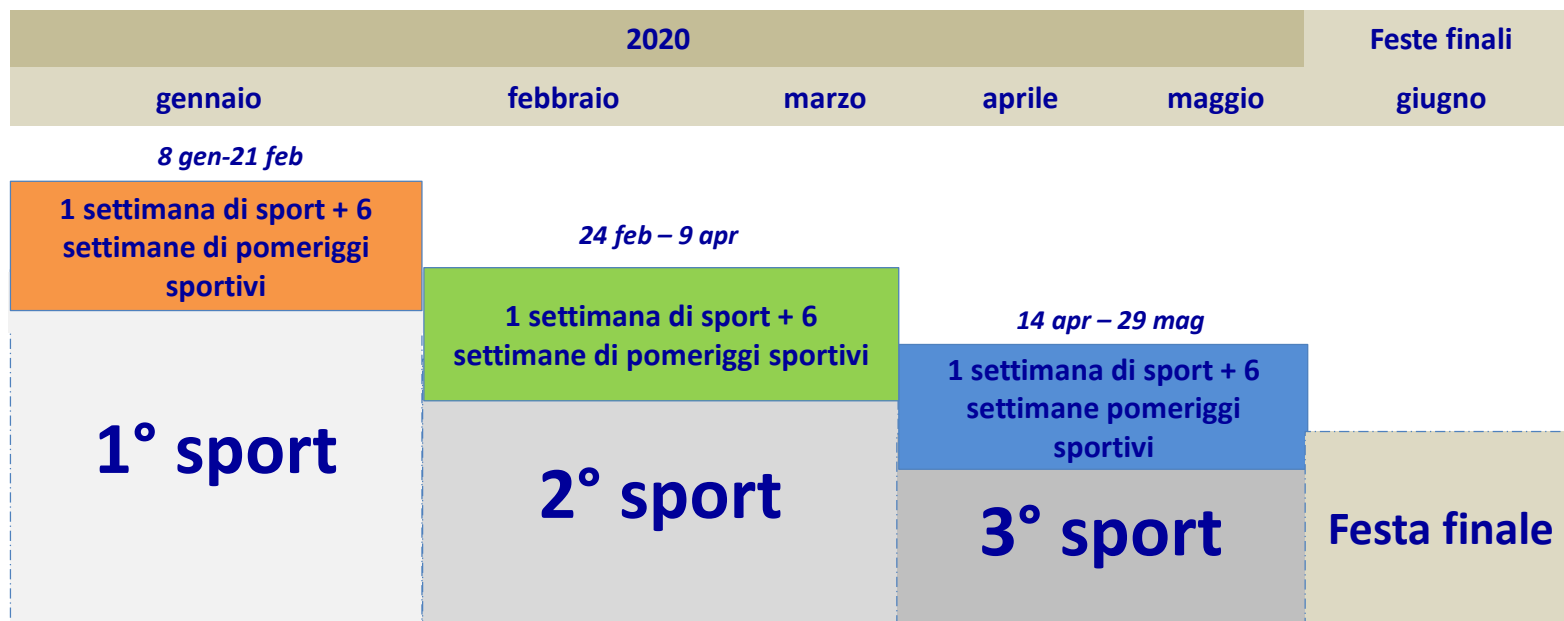 2020
Feste finali
gennaio
febbraio
marzo
aprile
maggio
giugno
8 gen-21 feb
1 settimana di sport + 6
settimane di pomeriggi
sportivi
24 feb – 9 apr
1 settimana di sport + 6
settimane di pomeriggi sportivi
14 apr – 29 mag
1 settimana di sport + 6
settimane pomeriggi
sportivi
1° sport
2° sport
3° sport
Festa finale